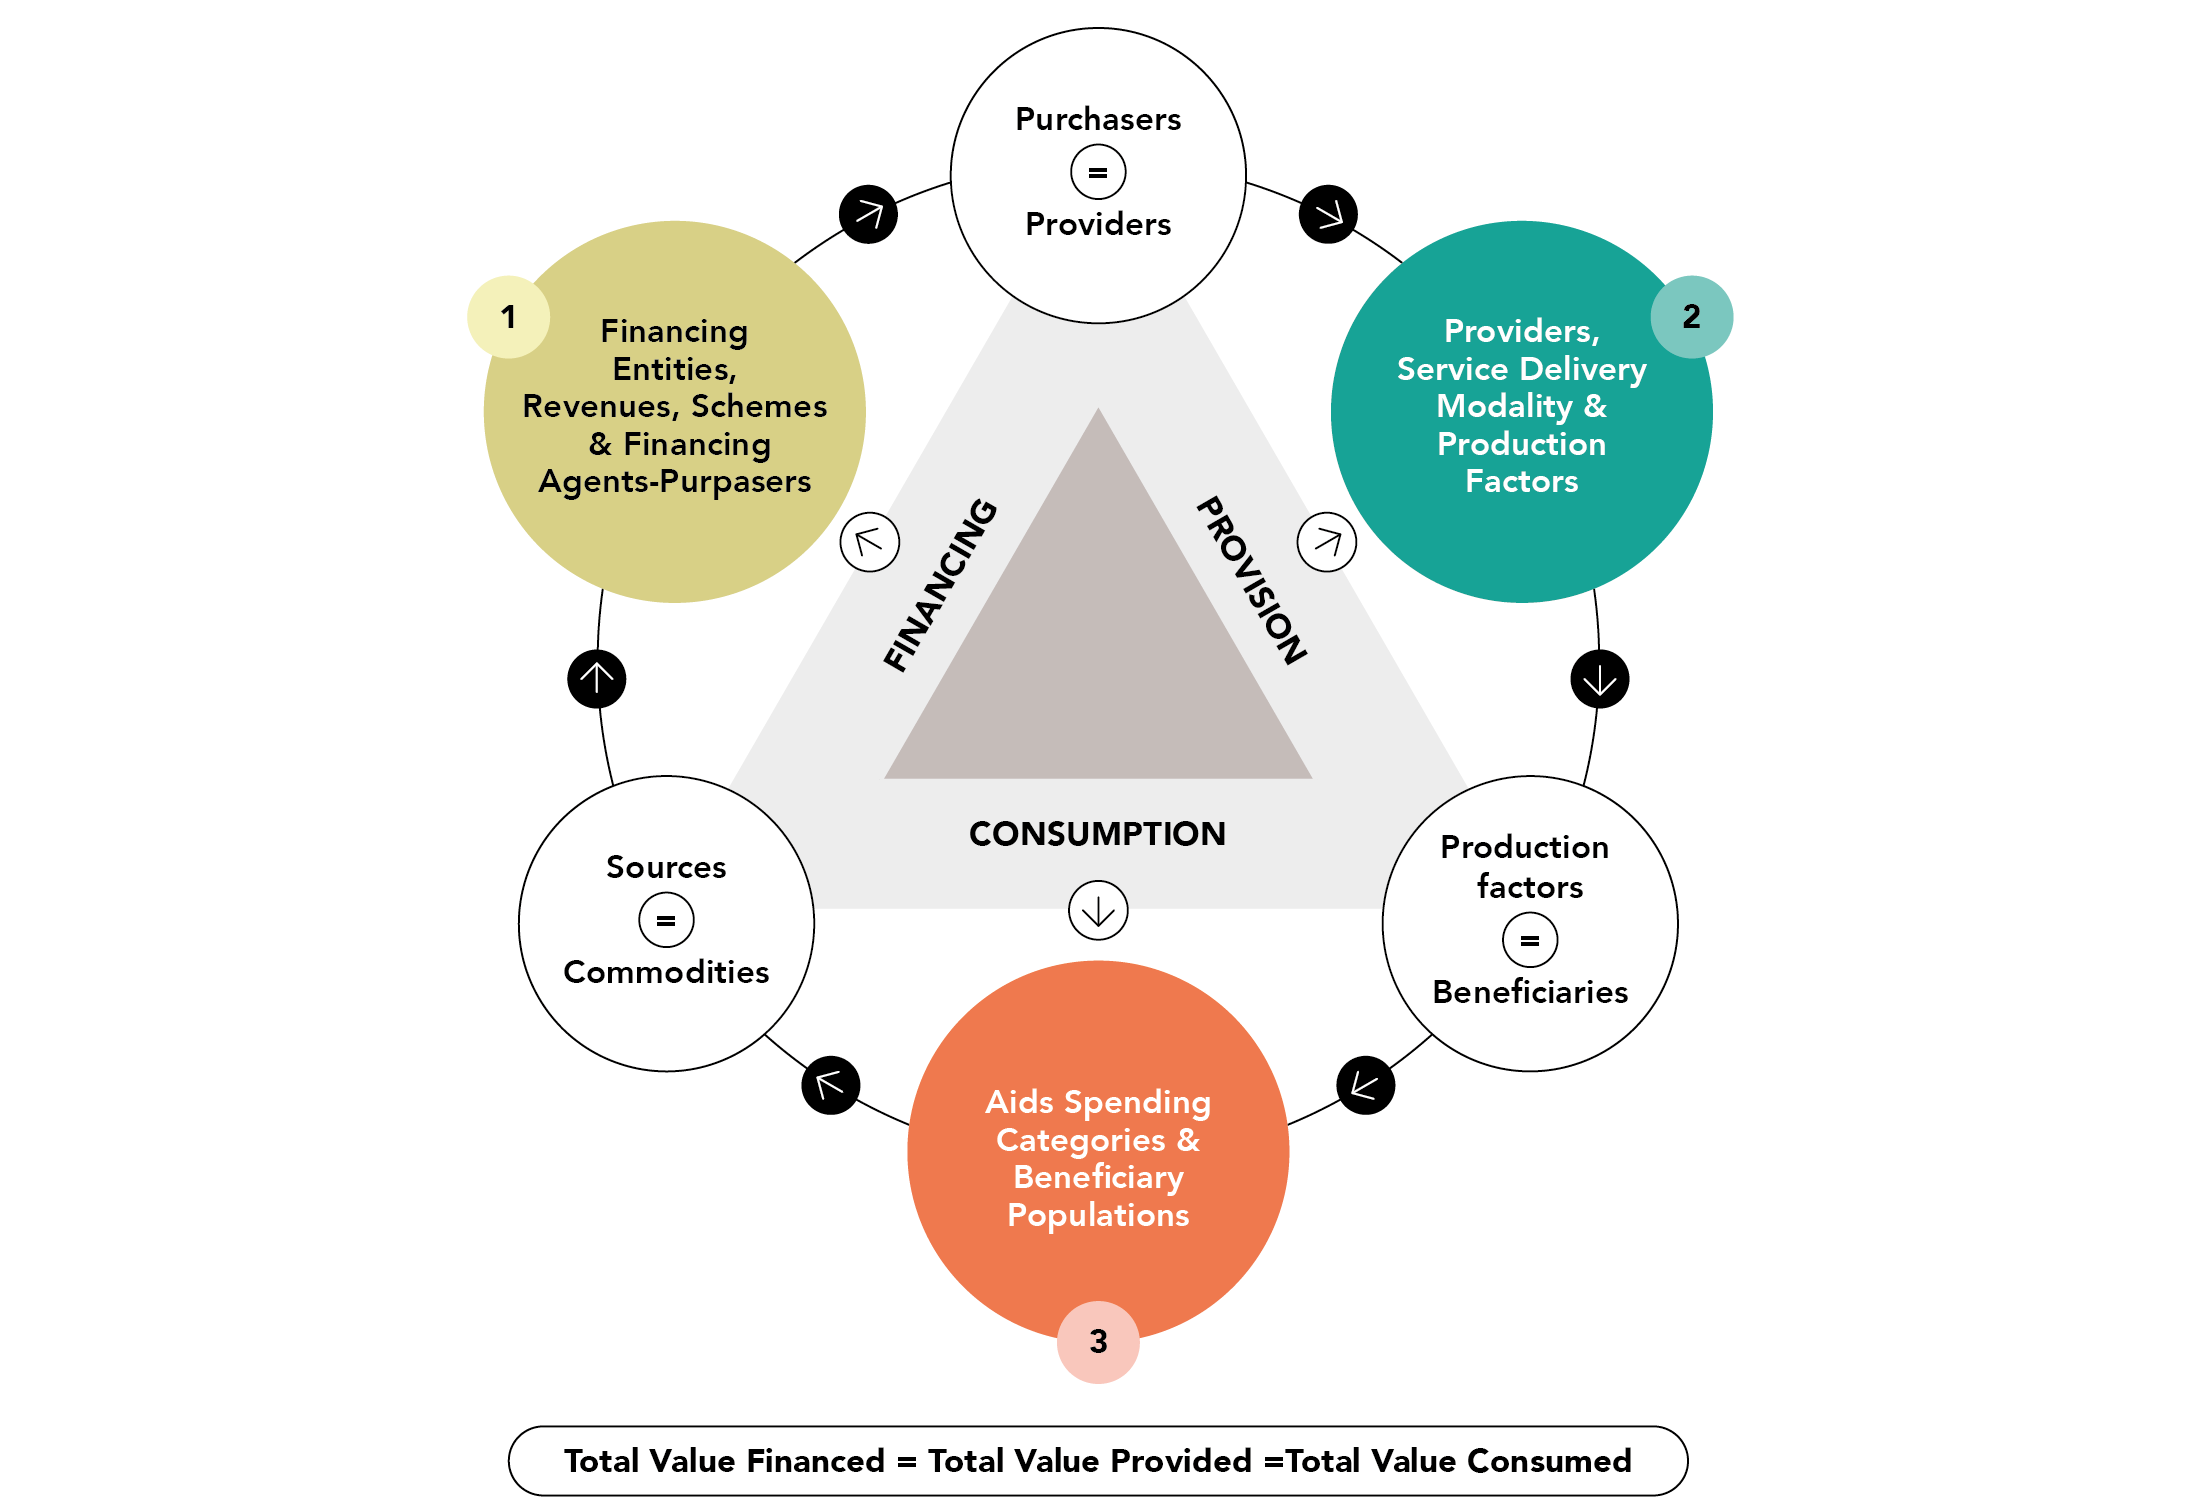 Purchasers
=
Providers
1
Financing
Entities,
Revenues, Schemes
& Financing
Agents-Purpasers
2
Providers,
Service Delivery
Modality &
Production
Factors
FINANCING
PROVISION
CONSUMPTION
Sources
=
Commodities
Production
factors
=
Beneficiaries
Aids Spending
Categories &
Beneficiary
Populations
3
Total Value Financed = Total Value Provided =Total Value Consumed